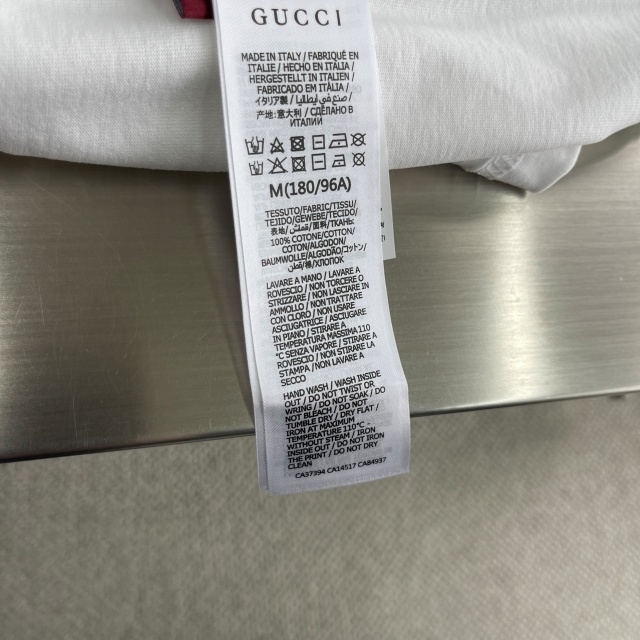 GUCCI
MADE IN ITALY / FABRIQUÉ EN
ITALIE / HECHO EN ITALIA /
HERGESTELLT IN ITALIEN /
FABRICADO EM ITÁLIA /
イタリア製 / صنع في إيطاليا /
产地:意大利 / СДЕЛАНО В
ИТАЛИИ
M(180/96A)
TESSUTO/FABRIC/TISSU/
TEJIDO/GEWEBE/TECIDO/
表地/قماش/面料/ТКАНЬ:
100% COTONE/COTTON/
COTON/ALGODON/
BAUMWOLLE/ALGODÃO/コットン/
قطن/棉/ХЛОПОК
LAVARE A MANO / LAVARE A
ROVESCIO / NON TORCERE O
STRIZZARE / NON LASCIARE IN
AMMOLLO / NON TRATTARE
CON CLORO / NON USARE
ASCIUGATRICE / ASCIUGARE
IN PIANO / STIRARE A
TEMPERATURA MASSIMA 110
°C SENZA VAPORE / STIRARE A
ROVESCIO / NON STIRARE LA
STAMPA / NON LAVARE A
SECCO
HAND WASH / WASH INSIDE
OUT / DO NOT TWIST OR
WRING / DO NOT SOAK / DO
NOT BLEACH / DO NOT
TUMBLE DRY / DRY FLAT /
IRON AT MAXIMUM
TEMPERATURE 110°C -
WITHOUT STEAM / IRON
INSIDE OUT / DO NOT IRON
THE PRINT / DO NOT DRY
CLEAN
CA37394 CA14517 CAB4937